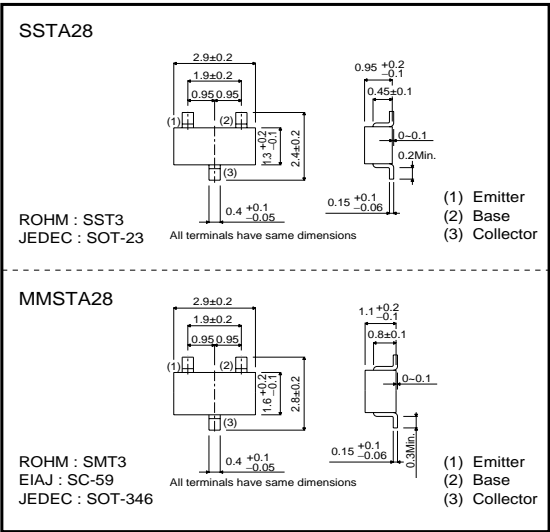 SSTA28
2.9±0.2
1.9±0.2
0.95 0.95
(1) (2)
(3)
1.3 +0.2 −0.1
2.4±0.2
0.4 +0.1 −0.05
All terminals have same dimensions
0.95 +0.2 −0.1
0.45±0.1
0~0.1
0.2Min.
0.15 +0.1 −0.06
ROHM : SST3
JEDEC : SOT-23
(1) Emitter
(2) Base
(3) Collector
MMSTA28
2.9±0.2
1.9±0.2
0.95 0.95
(1) (2)
(3)
1.6 +0.2 −0.1
2.8±0.2
0.4 +0.1 −0.05
All terminals have same dimensions
1.1 +0.2 −0.1
0.8±0.1
0~0.1
0.3Min.
0.15 +0.1 −0.06
ROHM : SMT3
EIAJ : SC-59
JEDEC : SOT-346
(1) Emitter
(2) Base
(3) Collector